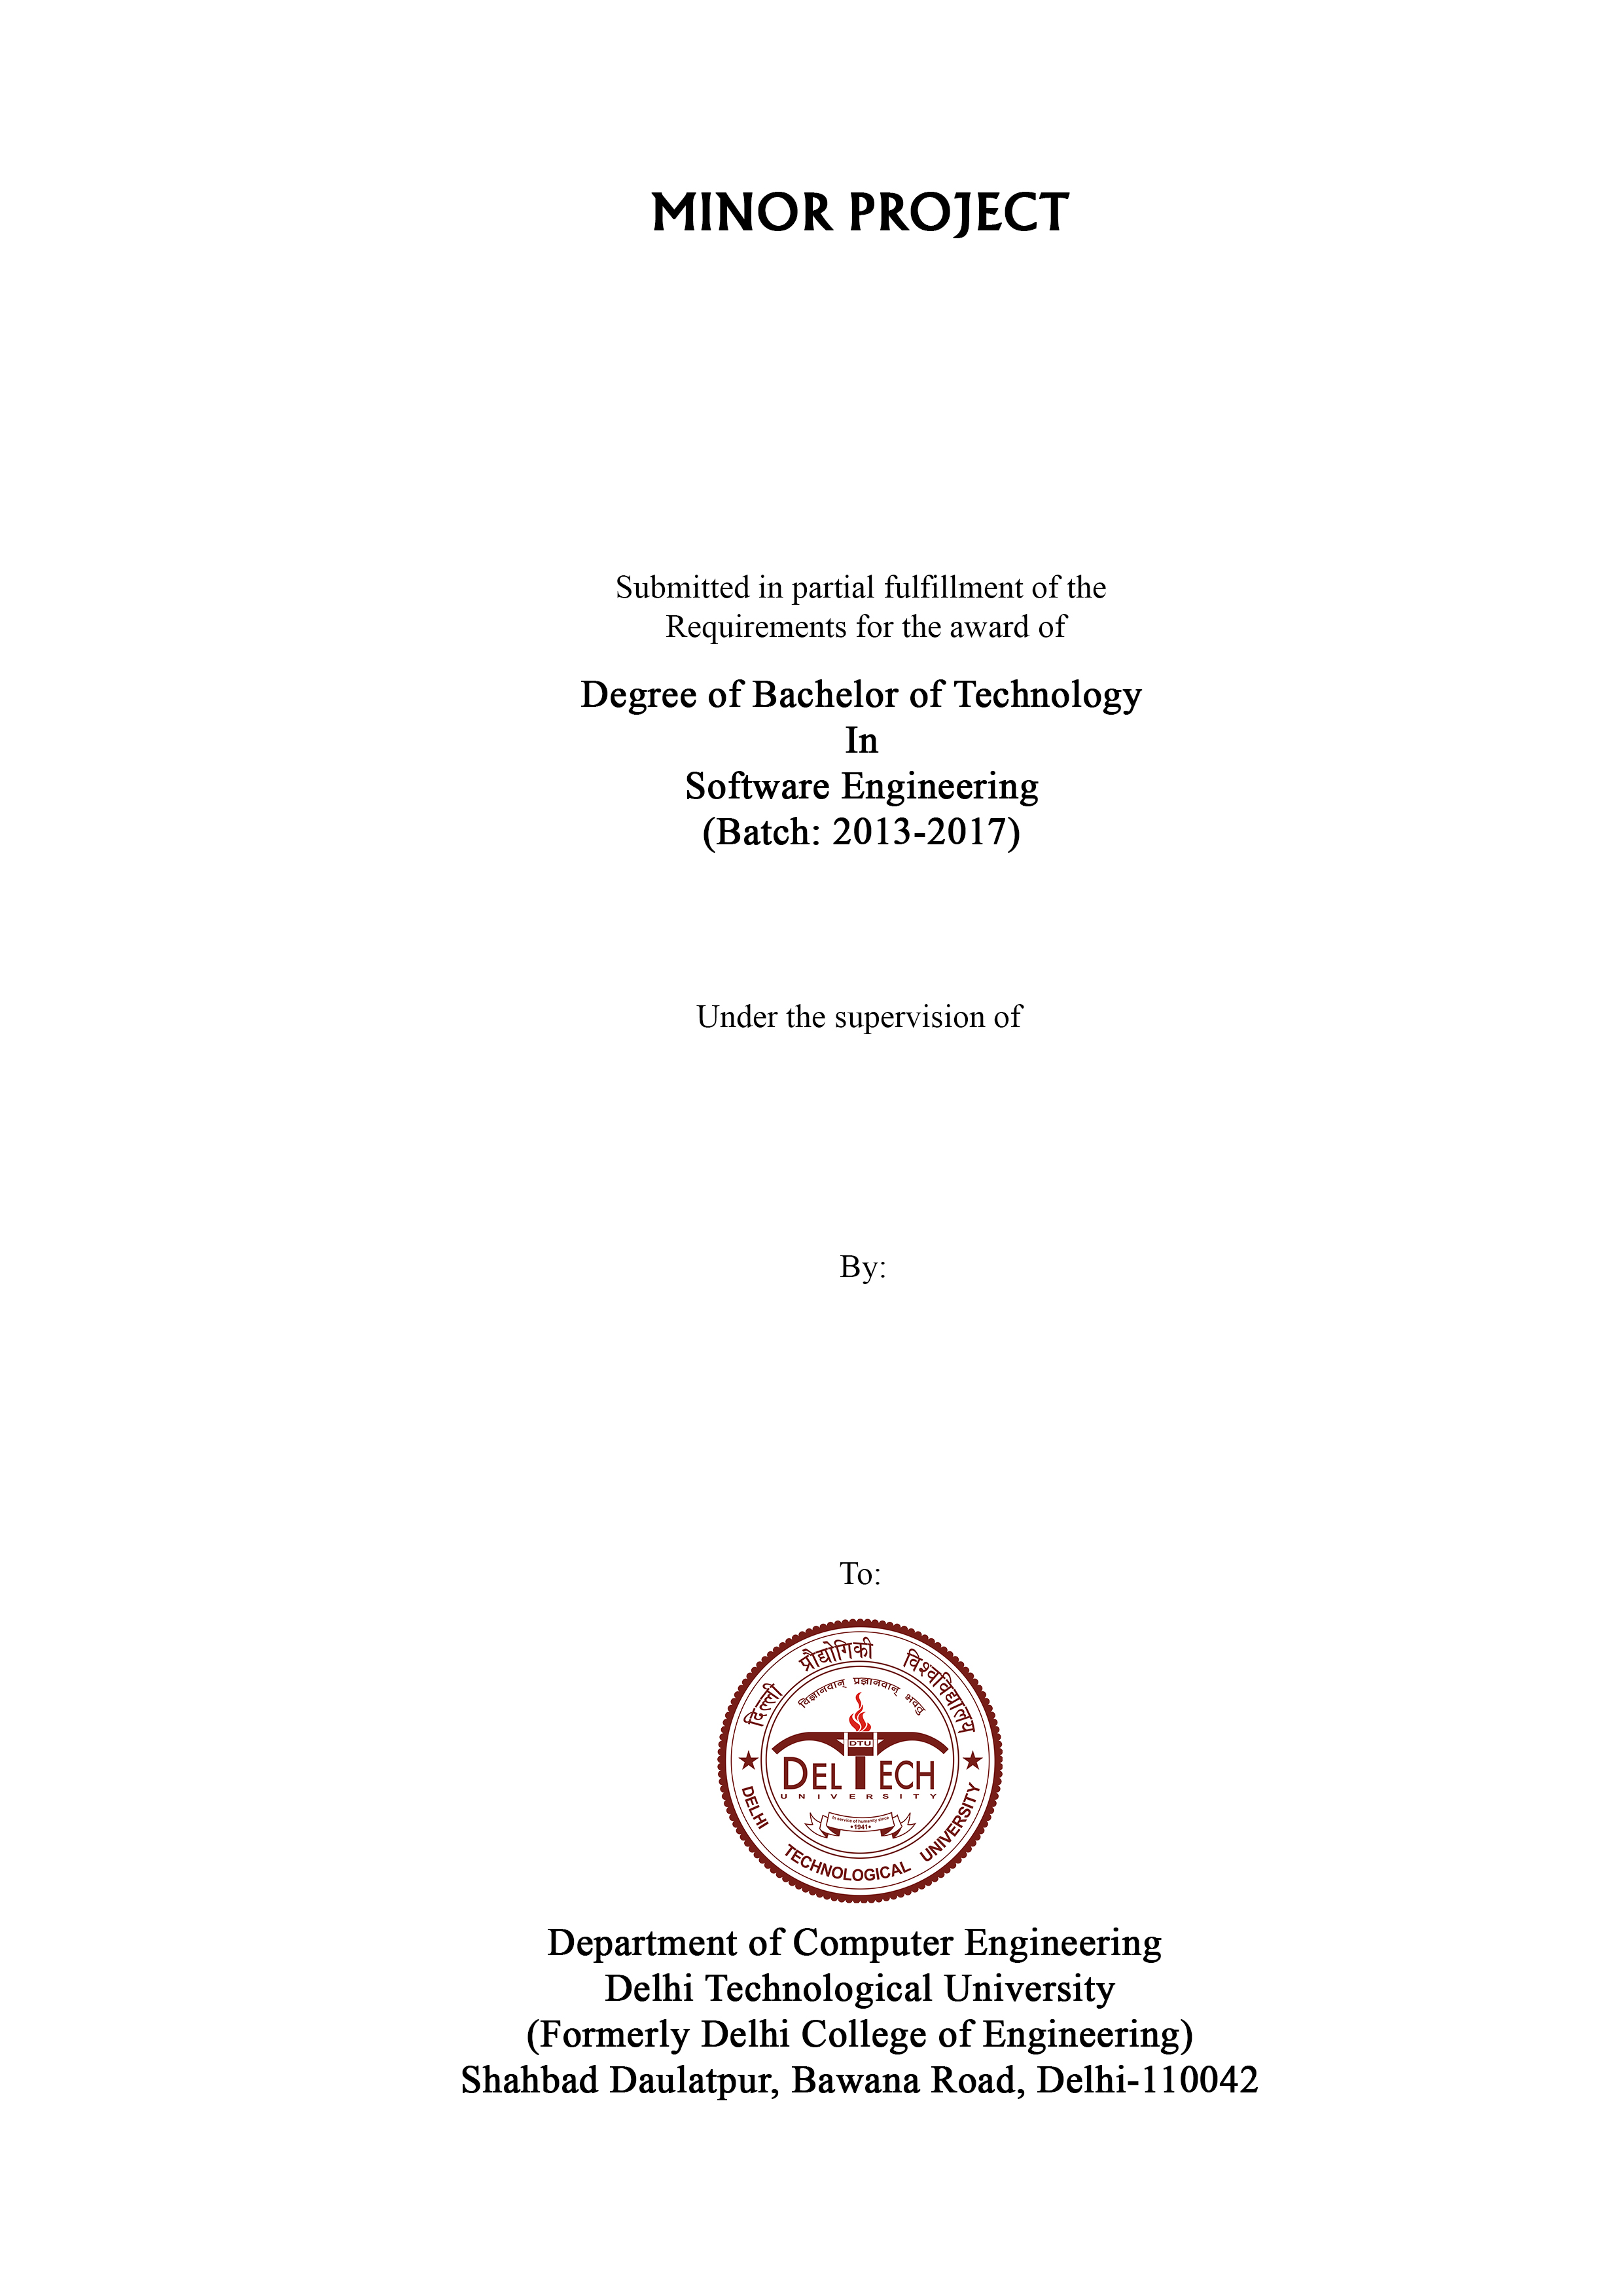 MINOR PROJECT
Submitted in partial fulfillment of the
Requirements for the award of
Degree of Bachelor of Technology
In
Software Engineering
(Batch: 2013-2017)
Under the supervision of
By:
To:
दिल्ली प्रौद्योगिकी विश्वविद्यालय
विज्ञानवान् प्रज्ञानवान् भवतु
DTU
DELTECH
UNIVERSITY
In service of humanity since
•1941•
DELHI TECHNOLOGICAL UNIVERSITY
Department of Computer Engineering
Delhi Technological University
(Formerly Delhi College of Engineering)
Shahbad Daulatpur, Bawana Road, Delhi-110042